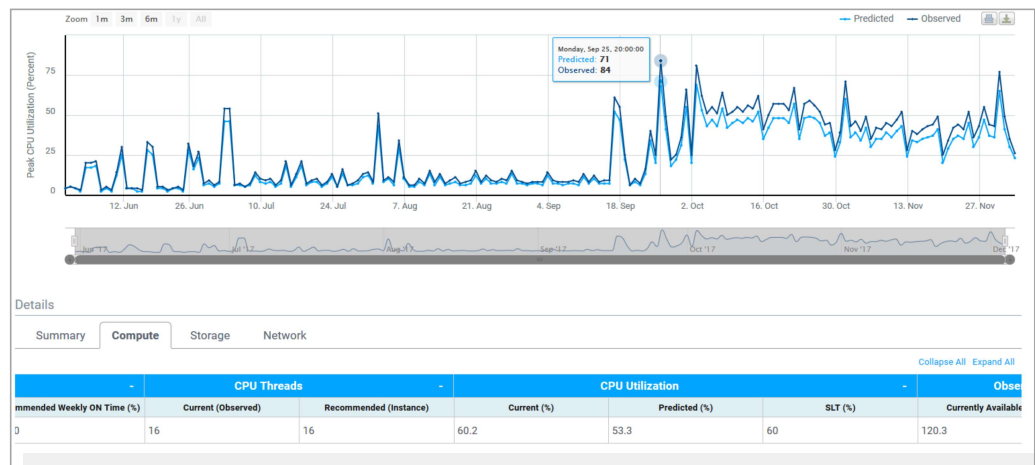 Zoom 1m 3m 6m 1y All
Predicted Observed
Peak CPU Utilization (Percent)
75
50
25
0
Monday, Sep 25, 20:00:00
Predicted: 71
Observed: 84
12. Jun 26. Jun 10. Jul 24. Jul 7. Aug 21. Aug 4. Sep 18. Sep 2. Oct 16. Oct 30. Oct 13. Nov 27. Nov
Jun '17 Jul '17 Aug '17 Sep '17 Oct '17 Nov '17 Dec '17
Details
Summary Compute Storage Network
Collapse All Expand All
- CPU Threads - CPU Utilization - Obser
mmended Weekly ON Time (%) Current (Observed) Recommended (Instance) Current (%) Predicted (%) SLT (%) Currently Available
0 16 16 60.2 53.3 60 120.3